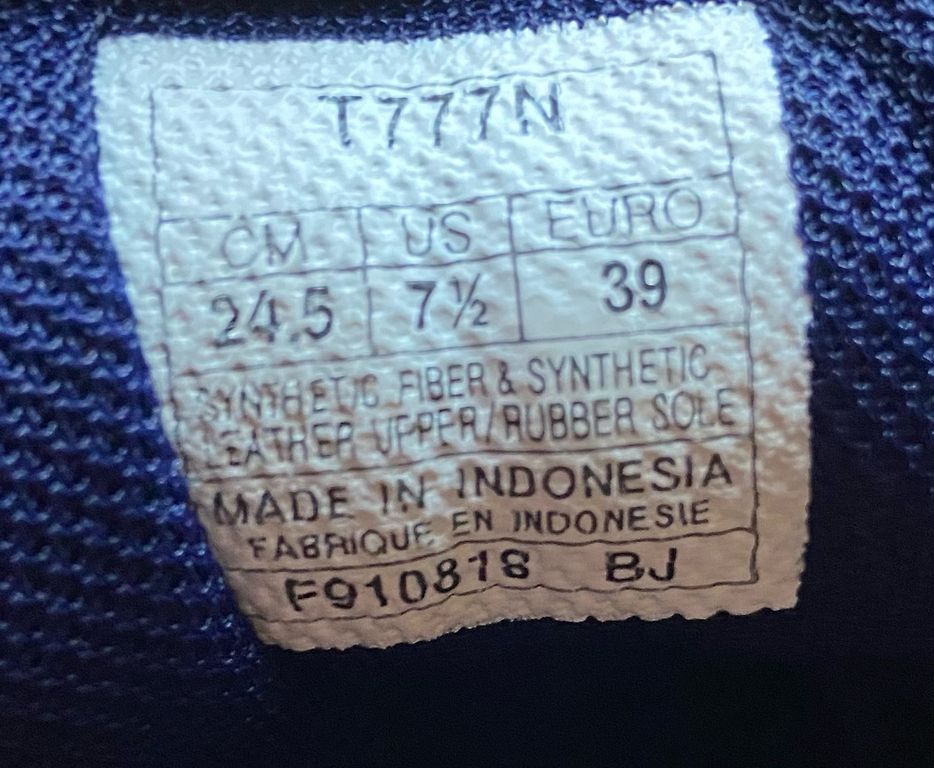 T777N
CM US EURO
24.5 7½ 39
SYNTHETIC FIBER & SYNTHETIC
LEATHER UPPER/RUBBER SOLE
MADE IN INDONESIA
FABRIQUE EN INDONESIE
F910818 BJ